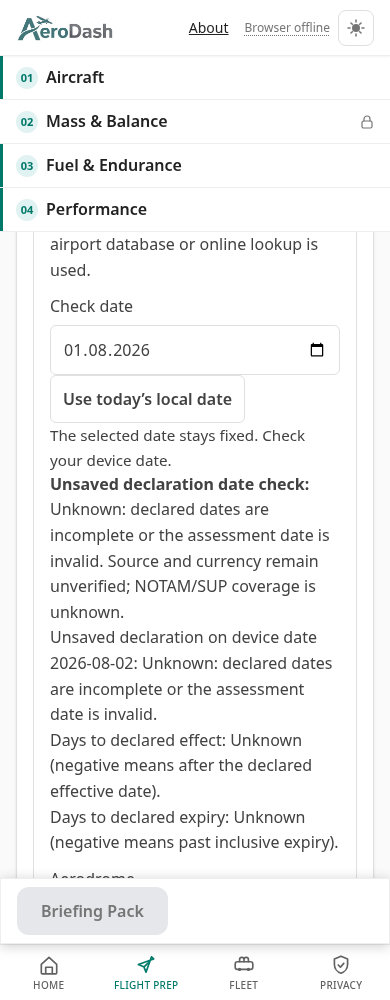 AeroDash
About
Browser offline
01 Aircraft
02 Mass & Balance
03 Fuel & Endurance
04 Performance
airport database or online lookup is
used.
Check date
01.08.2026
Use today’s local date
The selected date stays fixed. Check
your device date.
Unsaved declaration date check:
Unknown: declared dates are
incomplete or the assessment date is
invalid. Source and currency remain
unverified; NOTAM/SUP coverage is
unknown.
Unsaved declaration on device date
2026-08-02: Unknown: declared dates
are incomplete or the assessment
date is invalid.
Days to declared effect: Unknown
(negative means after the declared
effective date).
Days to declared expiry: Unknown
(negative means past inclusive expiry).
Aerodrome
Briefing Pack
HOME
FLIGHT PREP
FLEET
PRIVACY